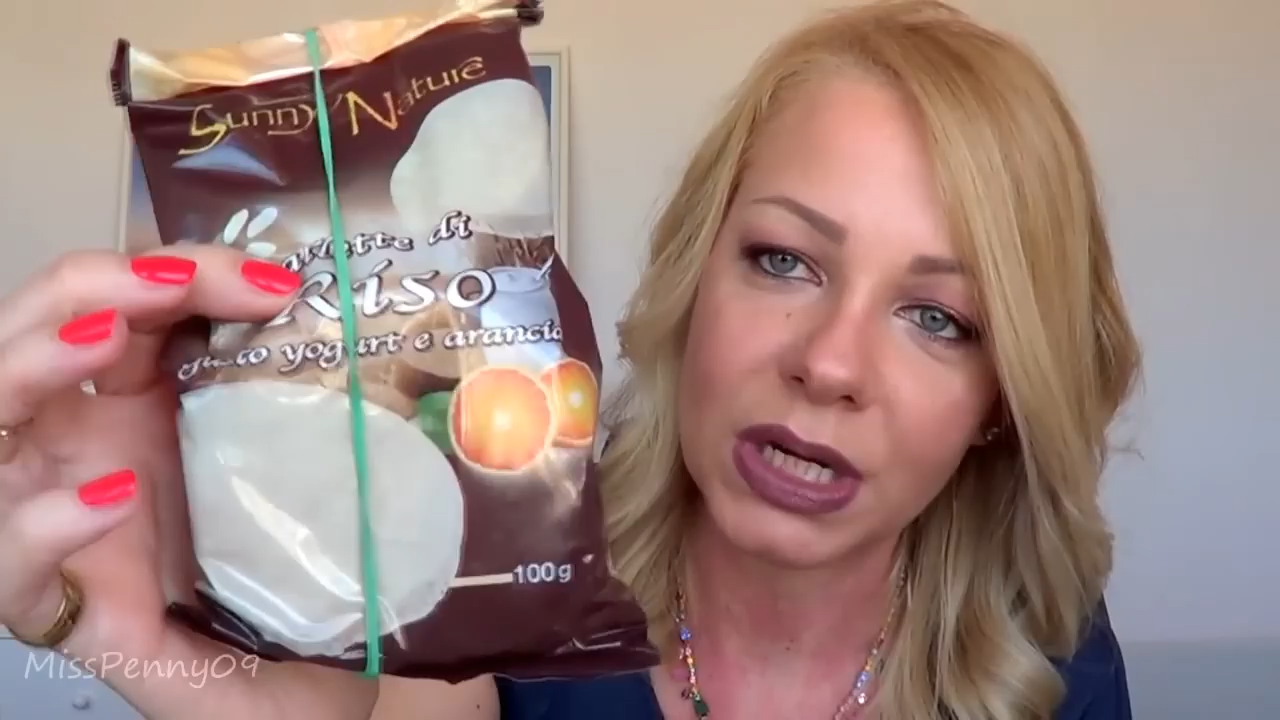 Sunny Nature
di
Riso
yogurt e arancia
100g
MissPenny09